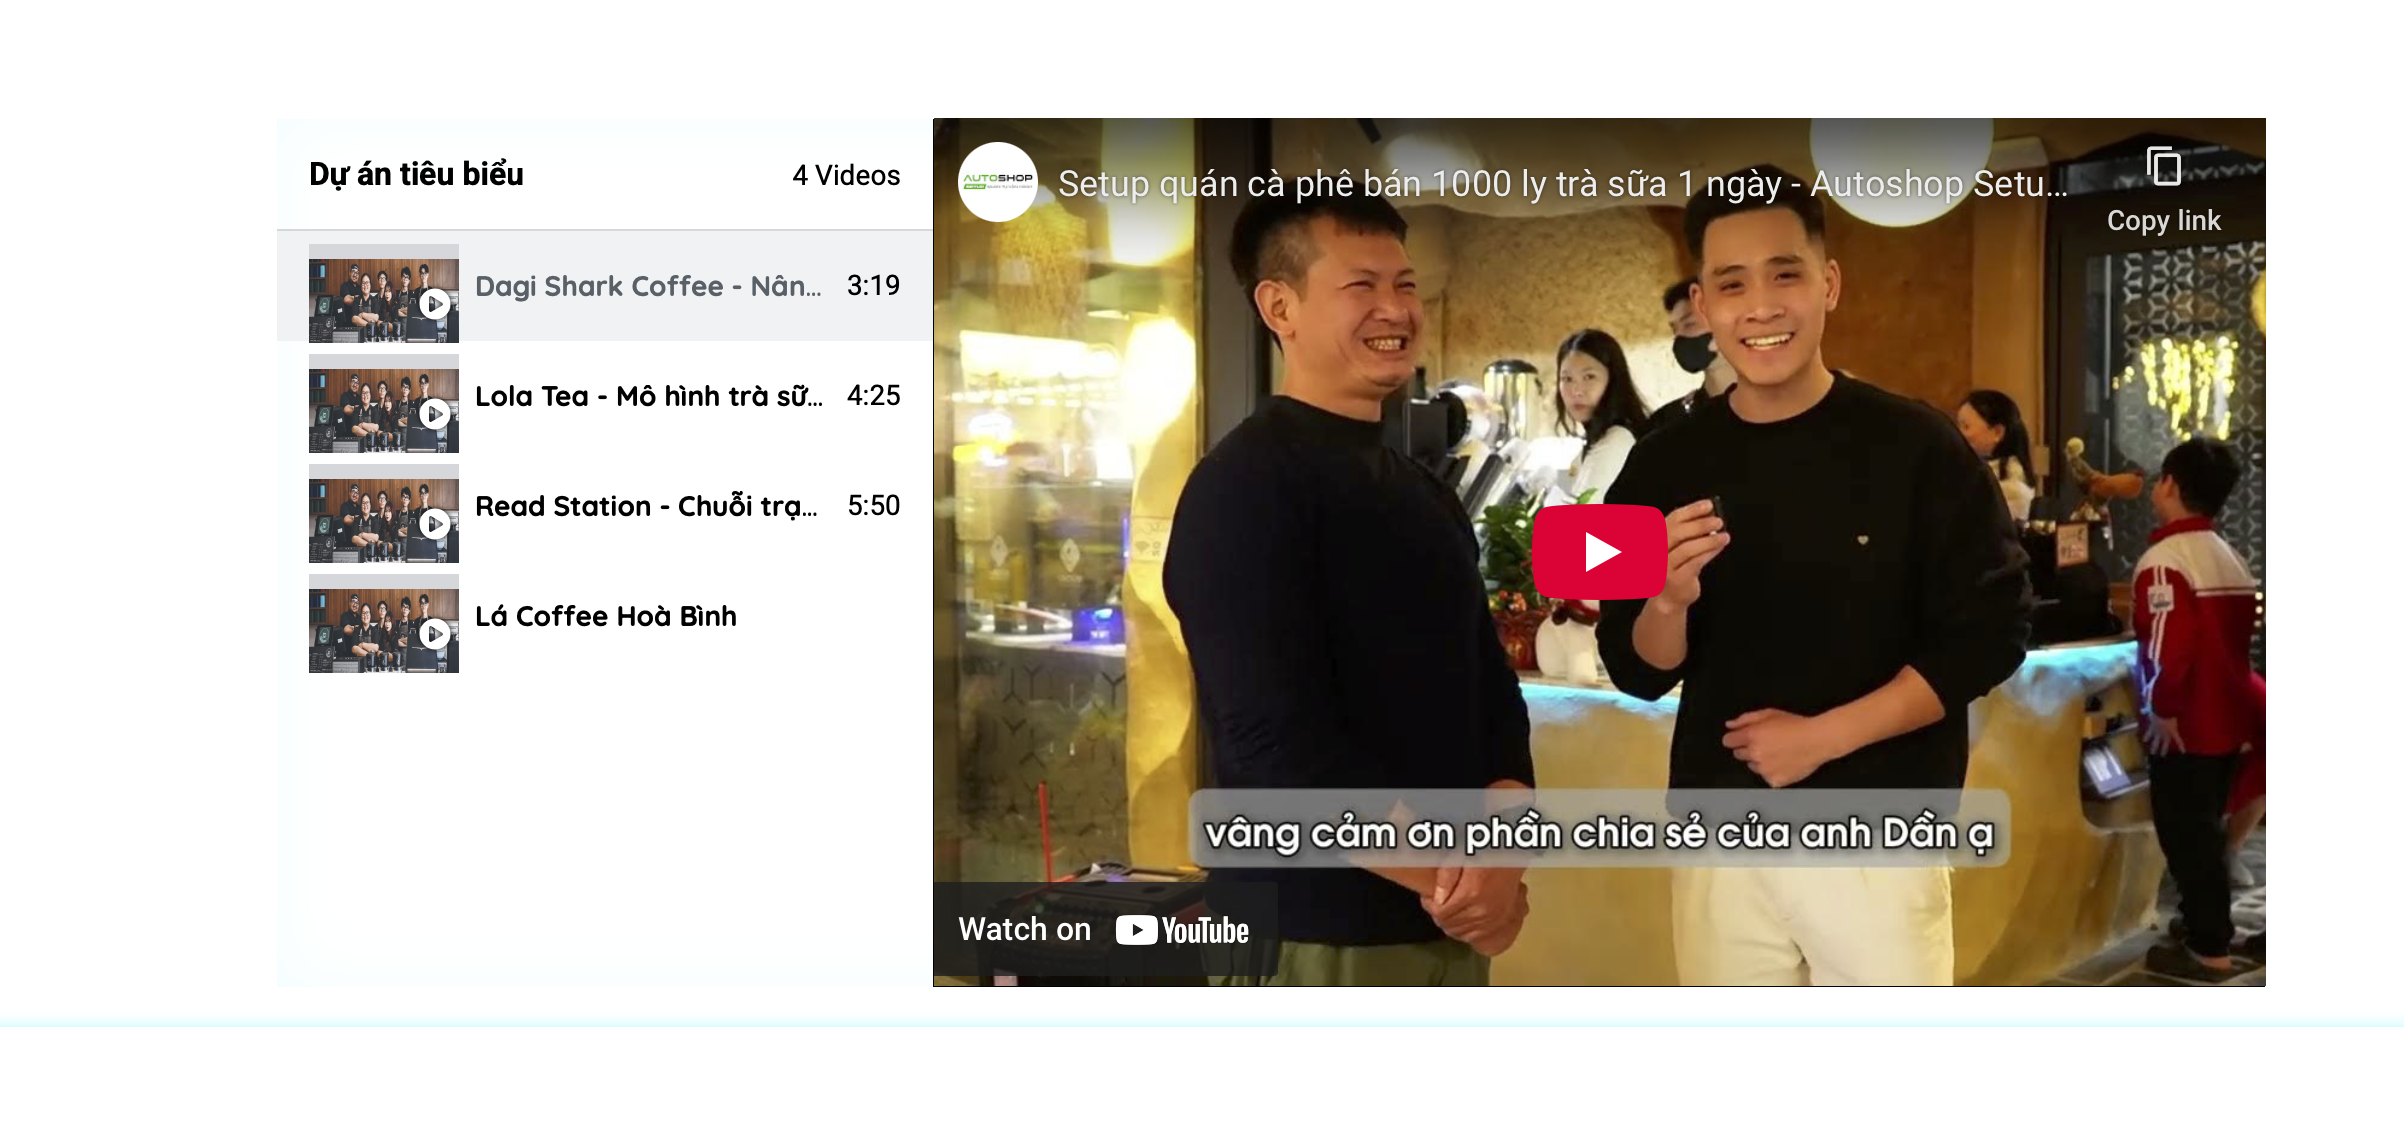 Dự án tiêu biểu
4 Videos
Dagi Shark Coffee - Nân...
3:19
Lola Tea - Mô hình trà sữ...
4:25
Read Station - Chuỗi trạ...
5:50
Lá Coffee Hoà Bình
AUTOSHOP
Setup quán cà phê bán 1000 ly trà sữa 1 ngày - Autoshop Setu...
Copy link
vâng cảm ơn phần chia sẻ của anh Dần ạ
Watch on YouTube